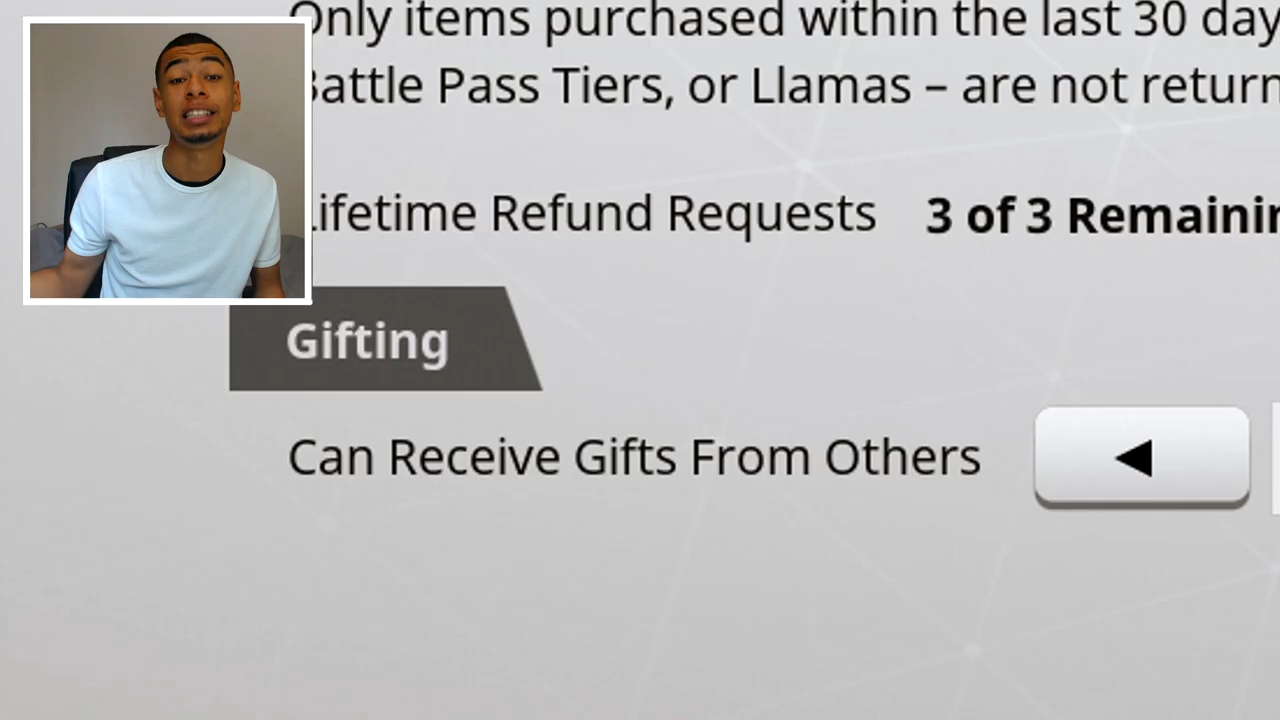 Only items purchased within the last 30 day
Battle Pass Tiers, or Llamas – are not return
Lifetime Refund Requests 3 of 3 Remainin
Gifting
Can Receive Gifts From Others